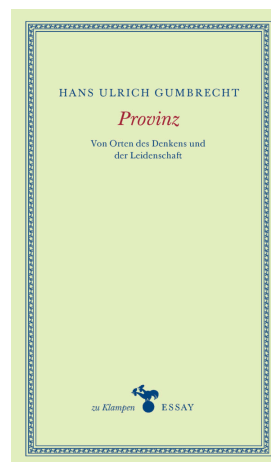 HANS ULRICH GUMBRECHT
Provinz
Von Orten des Denkens und
der Leidenschaft
zu Klampen ESSAY